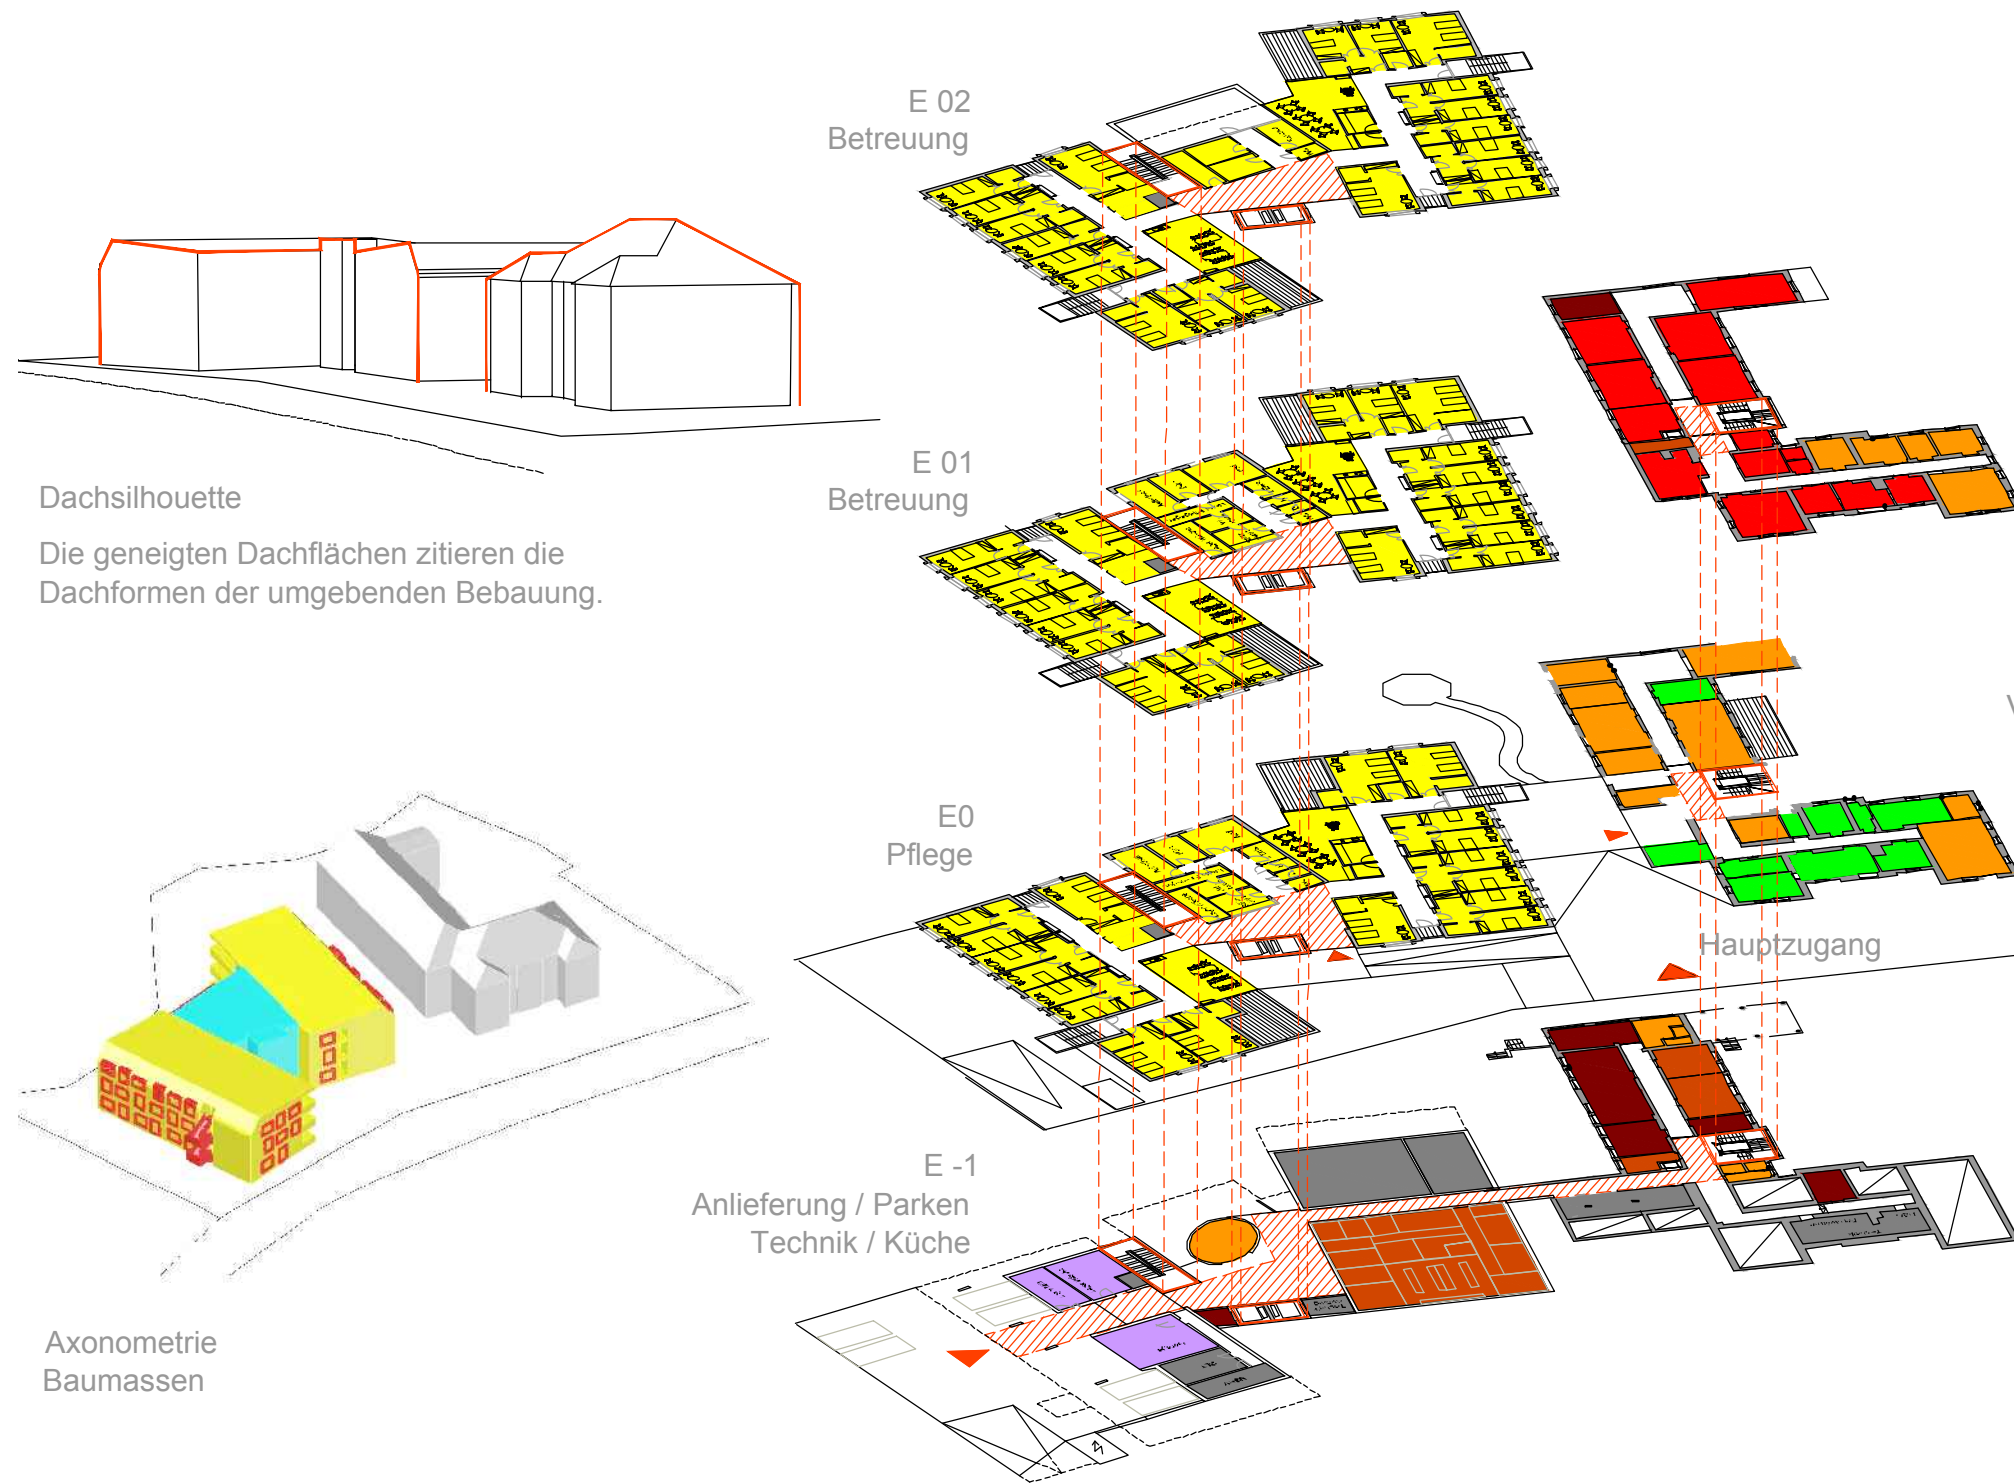 E 02
Betreuung
Dachsilhouette
Die geneigten Dachflächen zitieren die
Dachformen der umgebenden Bebauung.
E 01
Betreuung
E0
Pflege
Hauptzugang
E -1
Anlieferung / Parken
Technik / Küche
Axonometrie
Baumassen